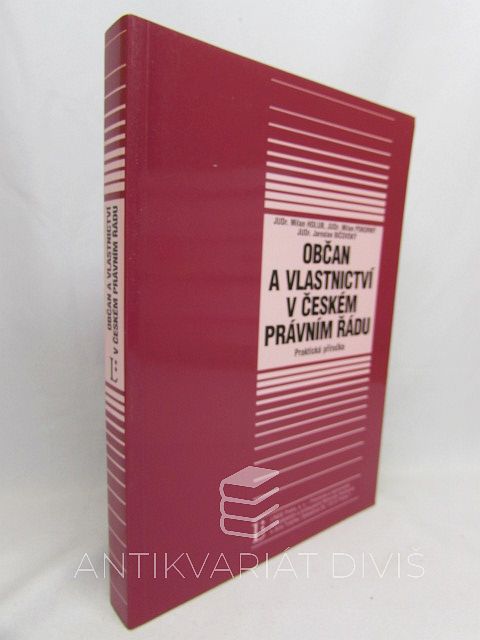 JUDr. Milan HOLUB, JUDr. Milan POKORNÝ
JUDr. Jaroslav BIČOVSKÝ
OBČAN
A VLASTNICTVÍ
V ČESKÉM
PRÁVNÍM ŘÁDU
Praktická příručka
OBČAN A VLASTNICTVÍ
V ČESKÉM PRÁVNÍM ŘÁDU
ANTIKVARIÁT DIVIŠ